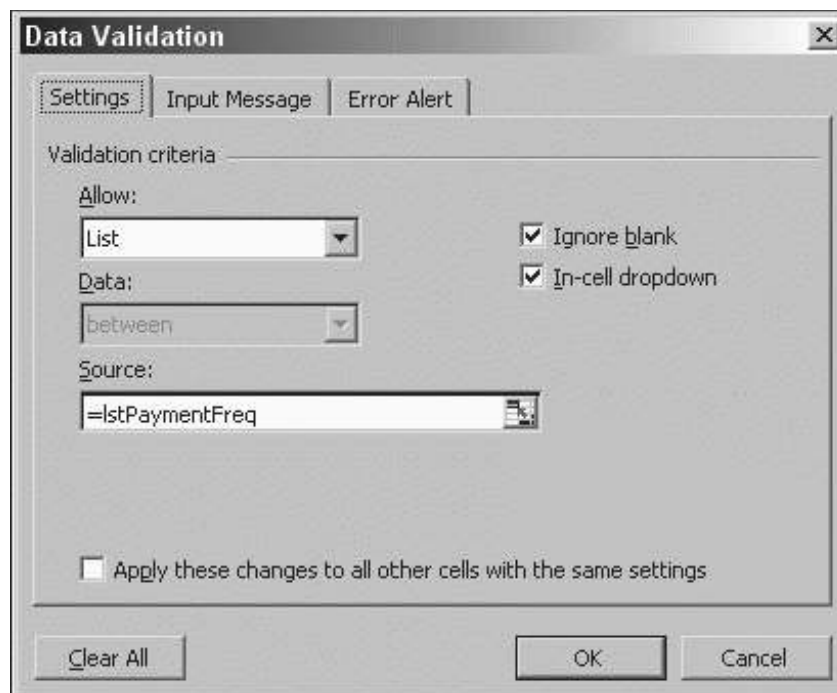 Data Validation
Settings Input Message Error Alert
Validation criteria
Allow:
List
Ignore blank
Data:
In-cell dropdown
between
Source:
=lstPaymentFreq
Apply these changes to all other cells with the same settings
Clear All OK Cancel